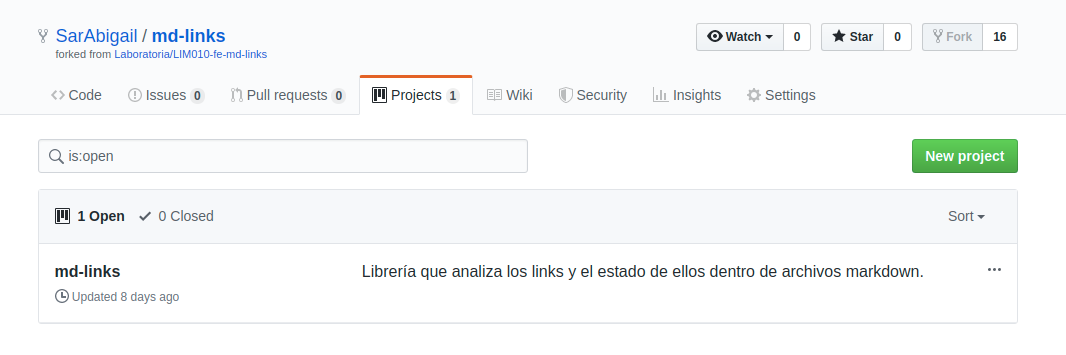 SarAbigail / md-links
Watch 0 Star 0 Fork 16
forked from Laboratoria/LIM010-fe-md-links
Code Issues 0 Pull requests 0 Projects 1 Wiki Security Insights Settings
is:open
New project
1 Open 0 Closed Sort
md-links Librería que analiza los links y el estado de ellos dentro de archivos markdown.
Updated 8 days ago